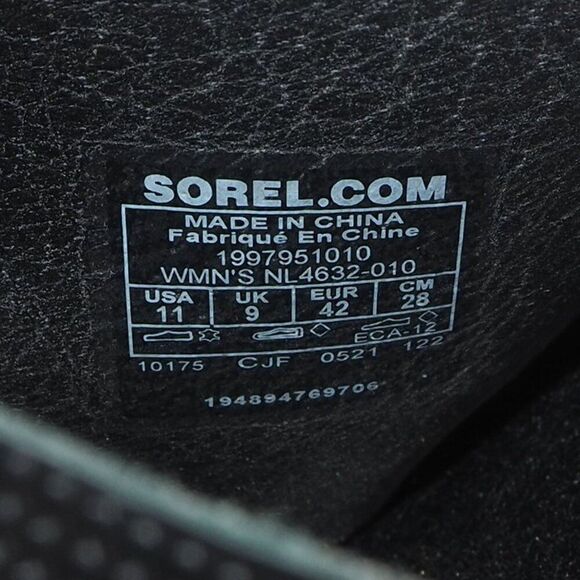 SOREL.COM
MADE IN CHINA
Fabriqué En Chine
1997951010
WMN'S NL4632-010
USA UK EUR CM
11 9 42 28
ECA-12
10175 CJF 0521 122
194894769706